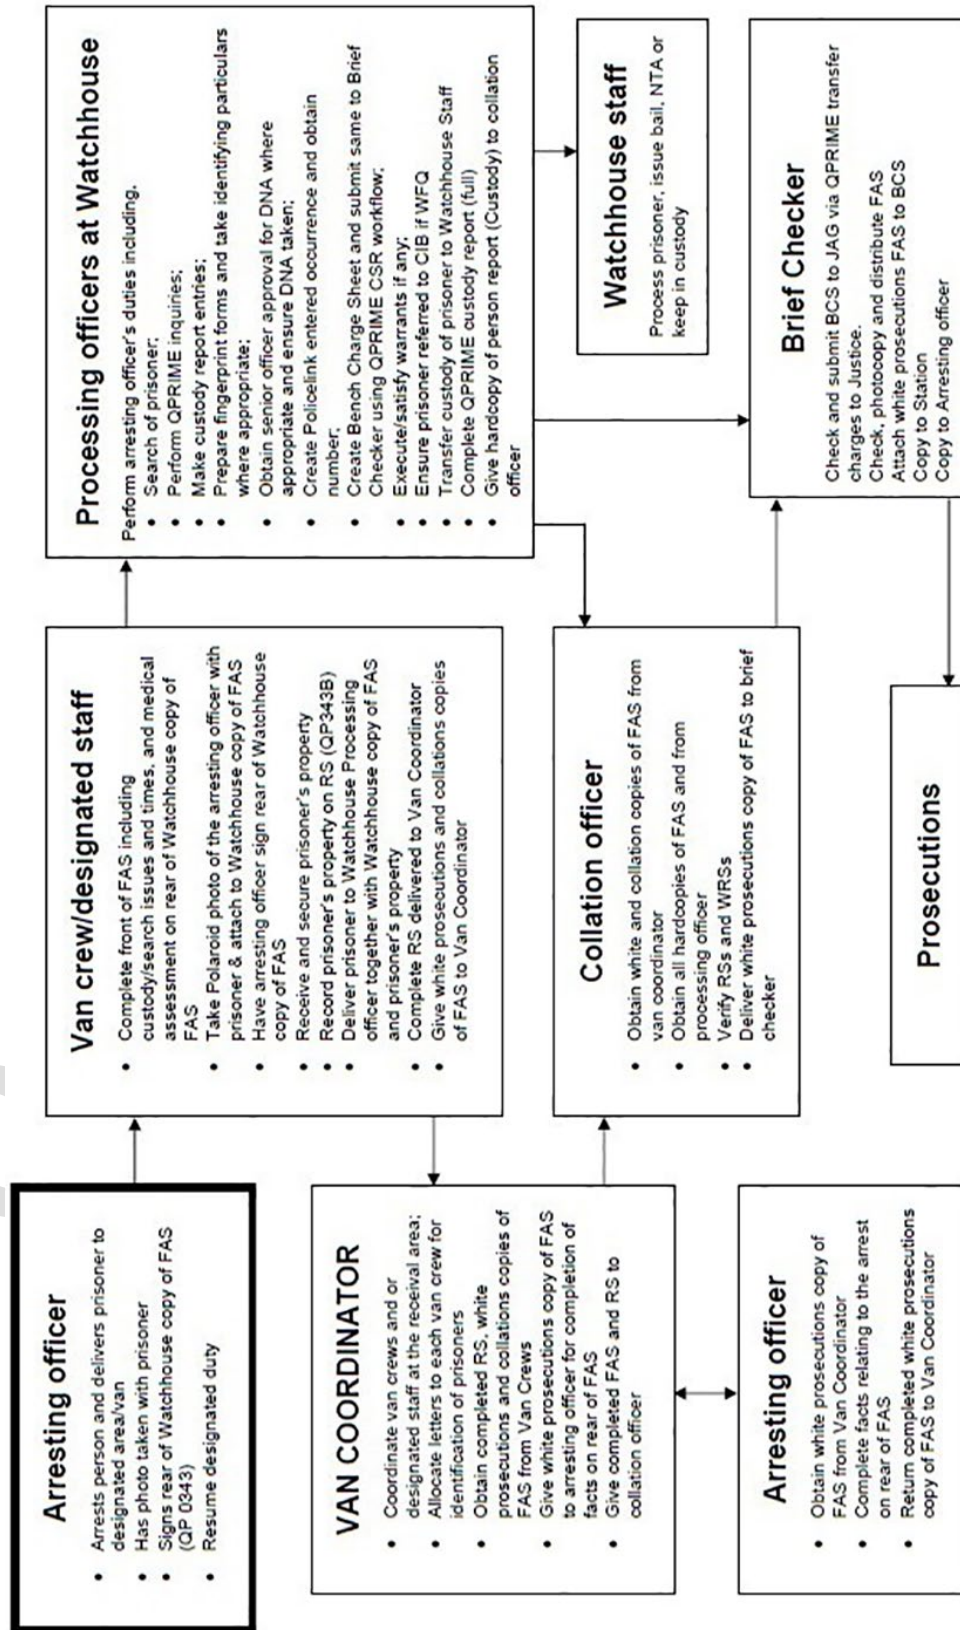 Arresting officer
• Arrests person and delivers prisoner to
designated area/van
• Has photo taken with prisoner
• Signs rear of Watchhouse copy of FAS
(QP 0343)
• Resume designated duty
Van crew/designated staff
• Complete front of FAS including
custody/search issues and times, and medical
assessment on rear of Watchhouse copy of
FAS
• Take Polaroid photo of the arresting officer with
prisoner & attach to Watchhouse copy of FAS
• Have arresting officer sign rear of Watchhouse
copy of FAS
• Receive and secure prisoner's property
• Record prisoner's property on RS (QP343B)
• Deliver prisoner to Watchhouse Processing
officer together with Watchhouse copy of FAS
and prisoner's property
• Complete RS delivered to Van Coordinator
• Give white prosecutions and collations copies
of FAS to Van Coordinator
Processing officers at Watchhouse
Perform arresting officer's duties including.
• Search of prisoner;
• Perform QPRIME inquiries;
• Make custody report entries;
• Prepare fingerprint forms and take identifying particulars
where appropriate;
• Obtain senior officer approval for DNA where
appropriate and ensure DNA taken;
• Create Policelink entered occurrence and obtain
number;
• Create Bench Charge Sheet and submit same to Brief
Checker using QPRIME CSR workflow;
• Execute/satisfy warrants if any;
• Ensure prisoner referred to CIB if WFQ
• Transfer custody of prisoner to Watchhouse Staff
• Complete QPRIME custody report (full)
• Give hardcopy of person report (Custody) to collation
officer
VAN COORDINATOR
• Coordinate van crews and or
designated staff at the receival area;
• Allocate letters to each van crew for
identification of prisoners
• Obtain completed RS, white
prosecutions and collations copies of
FAS from Van Crews
• Give white prosecutions copy of FAS
to arresting officer for completion of
facts on rear of FAS
• Give completed FAS and RS to
collation officer
Collation officer
• Obtain white and collation copies of FAS from
van coordinator
• Obtain all hardcopies of FAS and from
processing officer
• Verify RSs and WRSs
• Deliver white prosecutions copy of FAS to brief
checker
Watchhouse staff
Process prisoner, issue bail, NTA or
keep in custody
Arresting officer
• Obtain white prosecutions copy of
FAS from Van Coordinator
• Complete facts relating to the arrest
on rear of FAS
• Return completed white prosecutions
copy of FAS to Van Coordinator
Prosecutions
Brief Checker
Check and submit BCS to JAG via QPRIME transfer
charges to Justice.
Check, photocopy and distribute FAS
Attach white prosecutions FAS to BCS
Copy to Station
Copy to Arresting officer